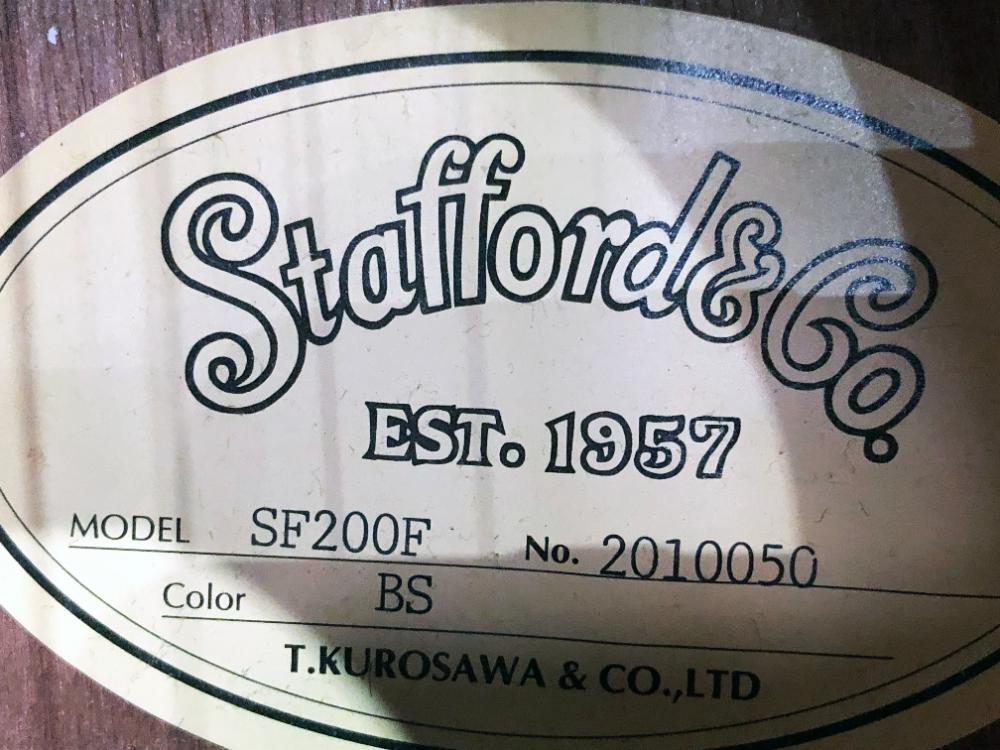 Stafford & Co.
EST. 1957
MODEL SF200F No. 2010050
Color BS
T.KUROSAWA & CO.,LTD